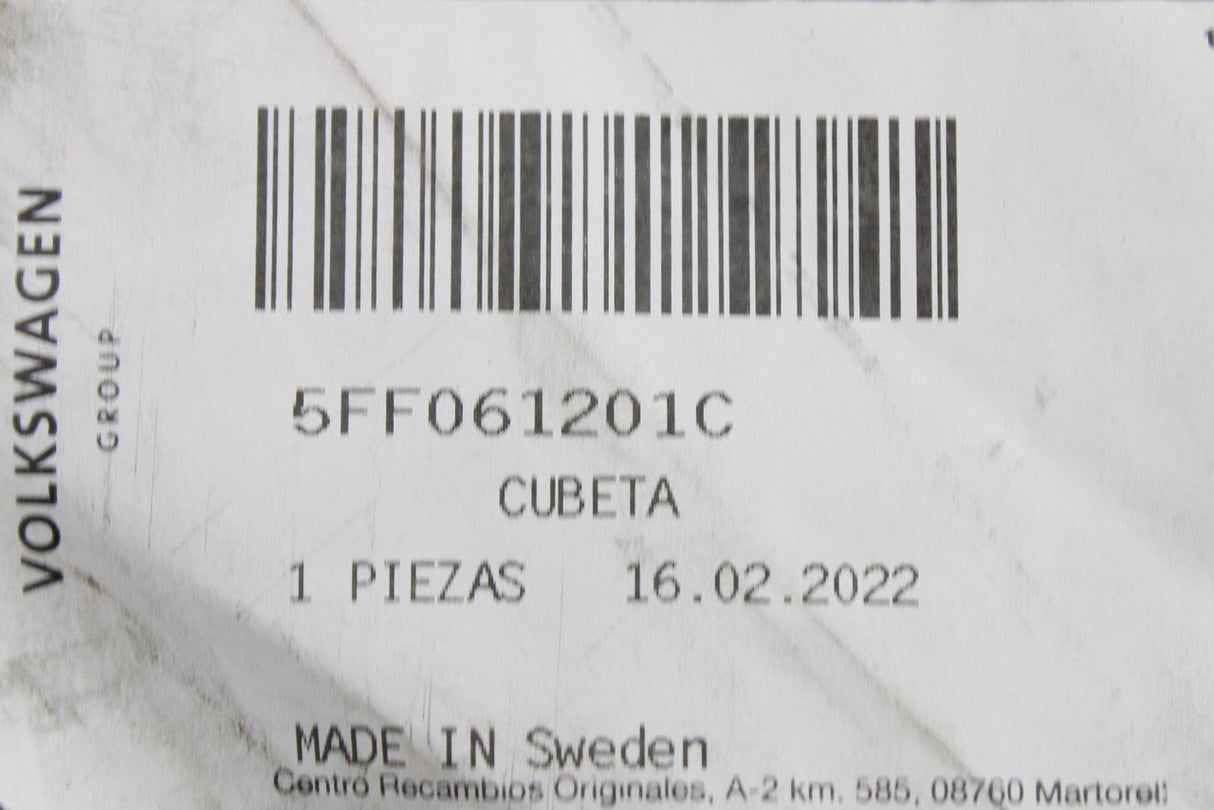 VOLKSWAGEN
GROUP
5FF061201C
CUBETA
1 PIEZAS 16.02.2022
MADE IN Sweden
Centro Recambios Originales, A-2 km. 585, 08760 Martorell